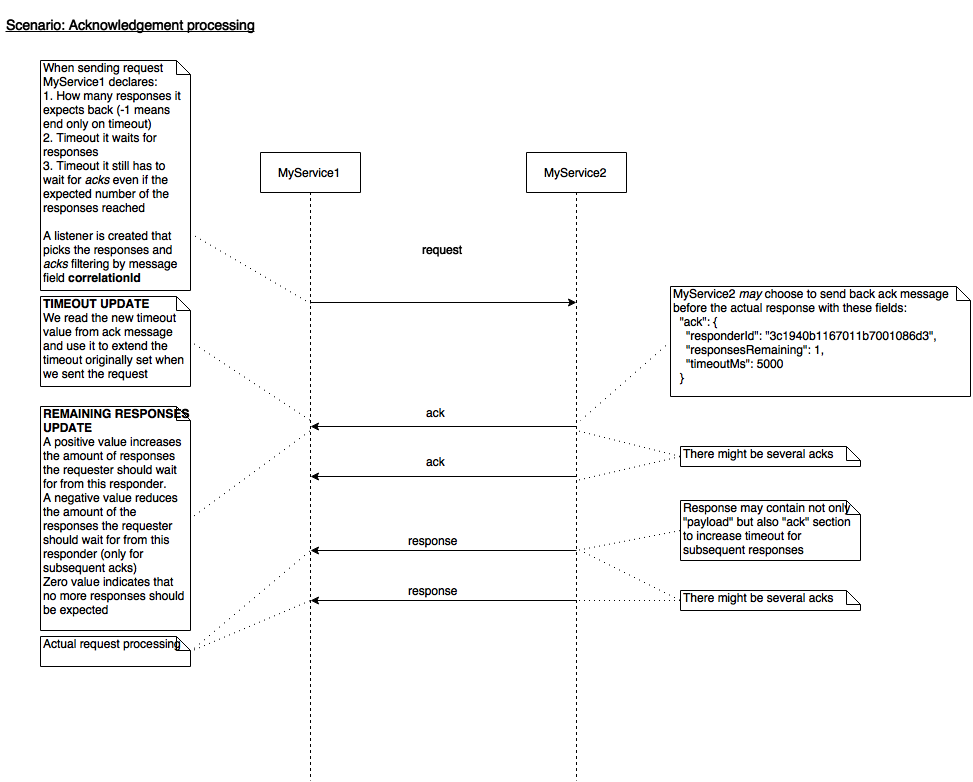 Scenario: Acknowledgement processing
When sending request
MyService1 declares:
1. How many responses it
expects back (-1 means
end only on timeout)
2. Timeout it waits for
responses
3. Timeout it still has to
wait for acks even if the
expected number of the
responses reached
A listener is created that
picks the responses and
acks filtering by message
field correlationId
MyService1
MyService2
request
TIMEOUT UPDATE
We read the new timeout
value from ack message
and use it to extend the
timeout originally set when
we sent the request
MyService2 may choose to send back ack message
before the actual response with these fields:
"ack": {
"responderId": "3c1940b1167011b7001086d3",
"responsesRemaining": 1,
"timeoutMs": 5000
}
REMAINING RESPONSES
UPDATE
A positive value increases
the amount of responses
the requester should wait
for from this responder.
A negative value reduces
the amount of the
responses the requester
should wait for from this
responder (only for
subsequent acks)
Zero value indicates that
no more responses should
be expected
ack
ack
There might be several acks
Response may contain not only
"payload" but also "ack" section
to increase timeout for
subsequent responses
response
response
There might be several acks
Actual request processing